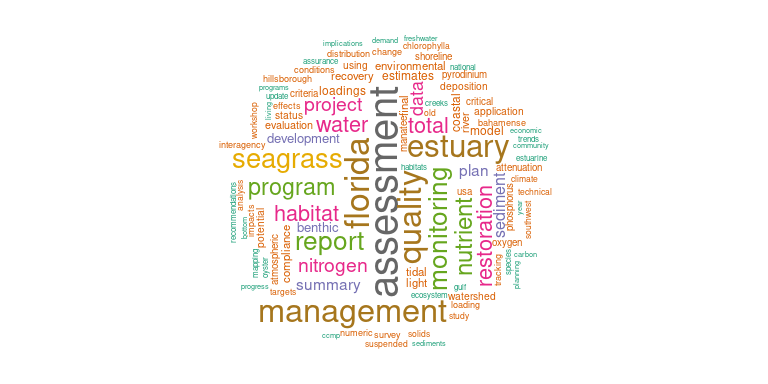 implications
demand
freshwater
distribution
change
chlorophylla
assurance
using
shoreline
conditions
environmental
national
hillsborough
recovery
estimates
pyrodinium
programs
criteria
loadings
data
deposition
update
living
effects
project
final
creeks
coastal
critical
status
old
river
application
workshop
evaluation
water
manatee
total
model
bahamense
economic
interagency
development
florida
assessment
estuary
trends
community
seagrass
quality
habitats
plan
attenuation
estuarine
program
monitoring
usa
sediment
climate
technical
recommendations
analysis
habitat
nutrient
restoration
phosphorus
year
southwest
bottom
impacts
potential
benthic
report
oxygen
mapping
oyster
atmospheric
compliance
nitrogen
tidal
light
tracking
species
carbon
planning
progress
targets
summary
ecosystem
gulf
watershed
management
loading
study
ccmp
numeric
survey
solids
suspended
sediments